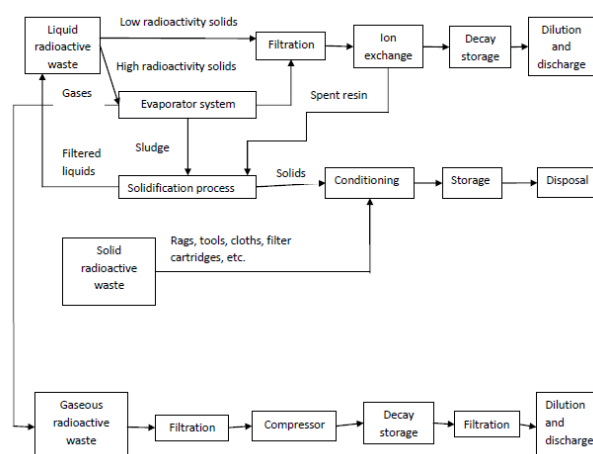 Low radioactivity solids
Liquid
radioactive
waste
Filtration
Ion
exchange
Decay
storage
Dilution
and
discharge
High radioactivity solids
Gases
Evaporator system
Spent resin
Sludge
Filtered
liquids
Solidification process
Solids
Conditioning
Storage
Disposal
Solid
radioactive
waste
Rags, tools, cloths, filter
cartridges, etc.
Gaseous
radioactive
waste
Filtration
Compressor
Decay
storage
Filtration
Dilution
and
discharge